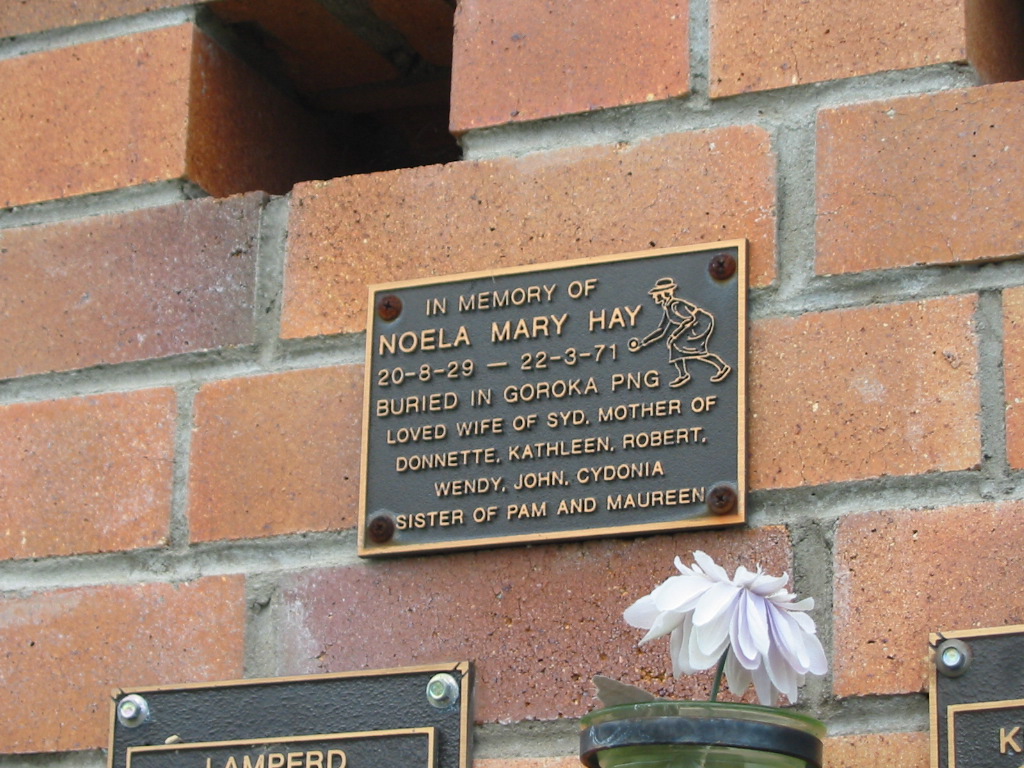 IN MEMORY OF
NOELA MARY HAY
20-8-29 — 22-3-71
BURIED IN GOROKA PNG
LOVED WIFE OF SYD, MOTHER OF
DONNETTE, KATHLEEN, ROBERT,
WENDY, JOHN, CYDONIA
SISTER OF PAM AND MAUREEN
LAMPERD
K